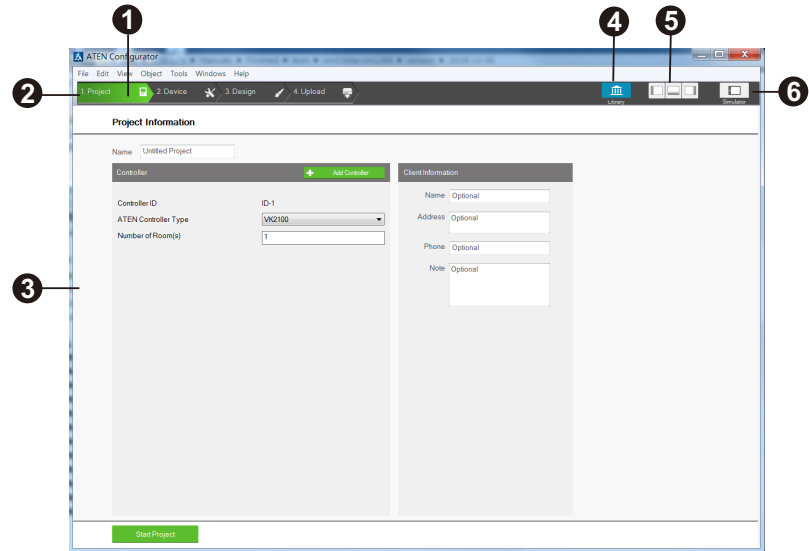 1
4
5
ATEN Configurator
File Edit View Object Tools Windows Help
2
1. Project 2. Device 3. Design 4. Upload
Library
Simulator
6
Project Information
Name Untitled Project
Controller
Add Controller
Client Information
Controller ID ID-1
ATEN Controller Type VK2100
Number of Room(s) 1
Name Optional
Address Optional
Phone Optional
Note Optional
3
Start Project